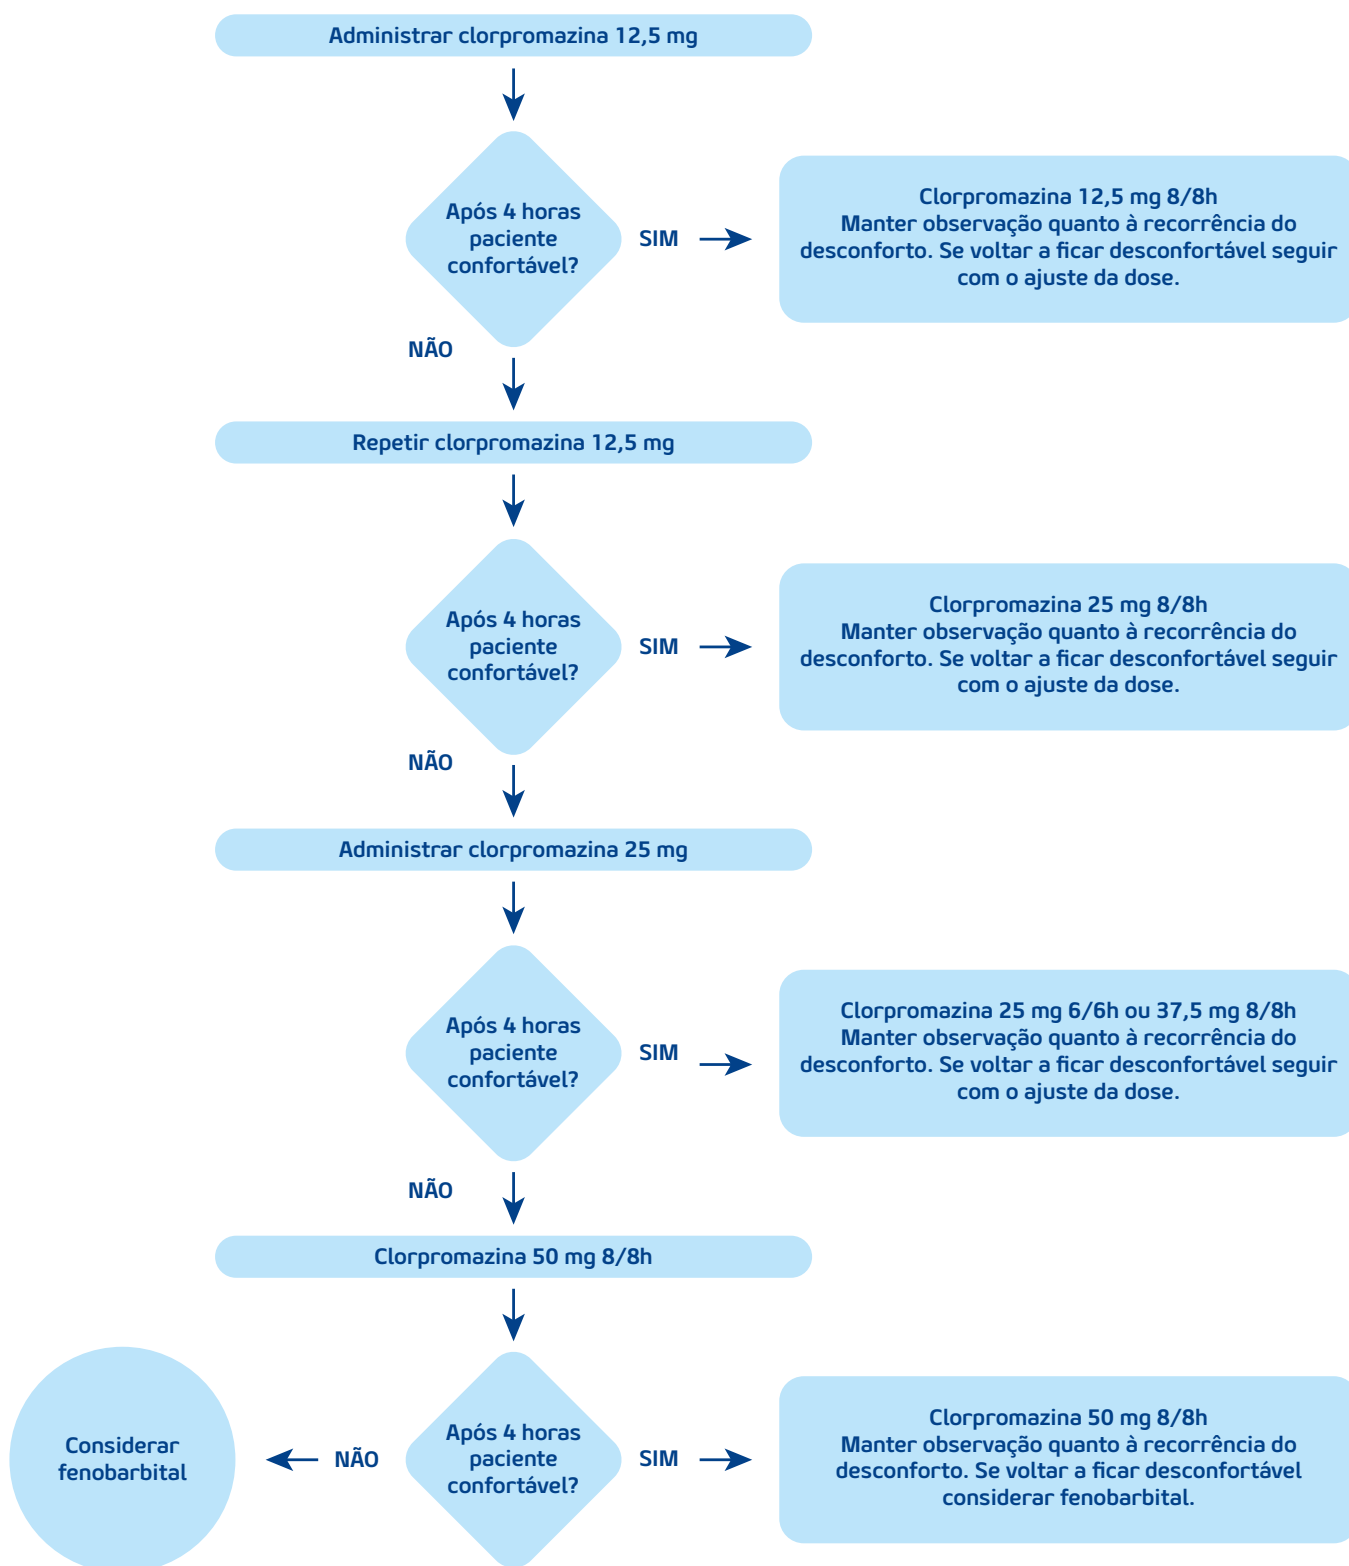 Administrar clorpromazina 12,5 mg
Após 4 horas
paciente
confortável?
SIM
Clorpromazina 12,5 mg 8/8h
Manter observação quanto à recorrência do
desconforto. Se voltar a ficar desconfortável seguir
com o ajuste da dose.
NÃO
Repetir clorpromazina 12,5 mg
Após 4 horas
paciente
confortável?
SIM
Clorpromazina 25 mg 8/8h
Manter observação quanto à recorrência do
desconforto. Se voltar a ficar desconfortável seguir
com o ajuste da dose.
NÃO
Administrar clorpromazina 25 mg
Após 4 horas
paciente
confortável?
SIM
Clorpromazina 25 mg 6/6h ou 37,5 mg 8/8h
Manter observação quanto à recorrência do
desconforto. Se voltar a ficar desconfortável seguir
com o ajuste da dose.
NÃO
Clorpromazina 50 mg 8/8h
Após 4 horas
paciente
confortável?
SIM
Clorpromazina 50 mg 8/8h
Manter observação quanto à recorrência do
desconforto. Se voltar a ficar desconfortável
considerar fenobarbital.
NÃO
Considerar
fenobarbital